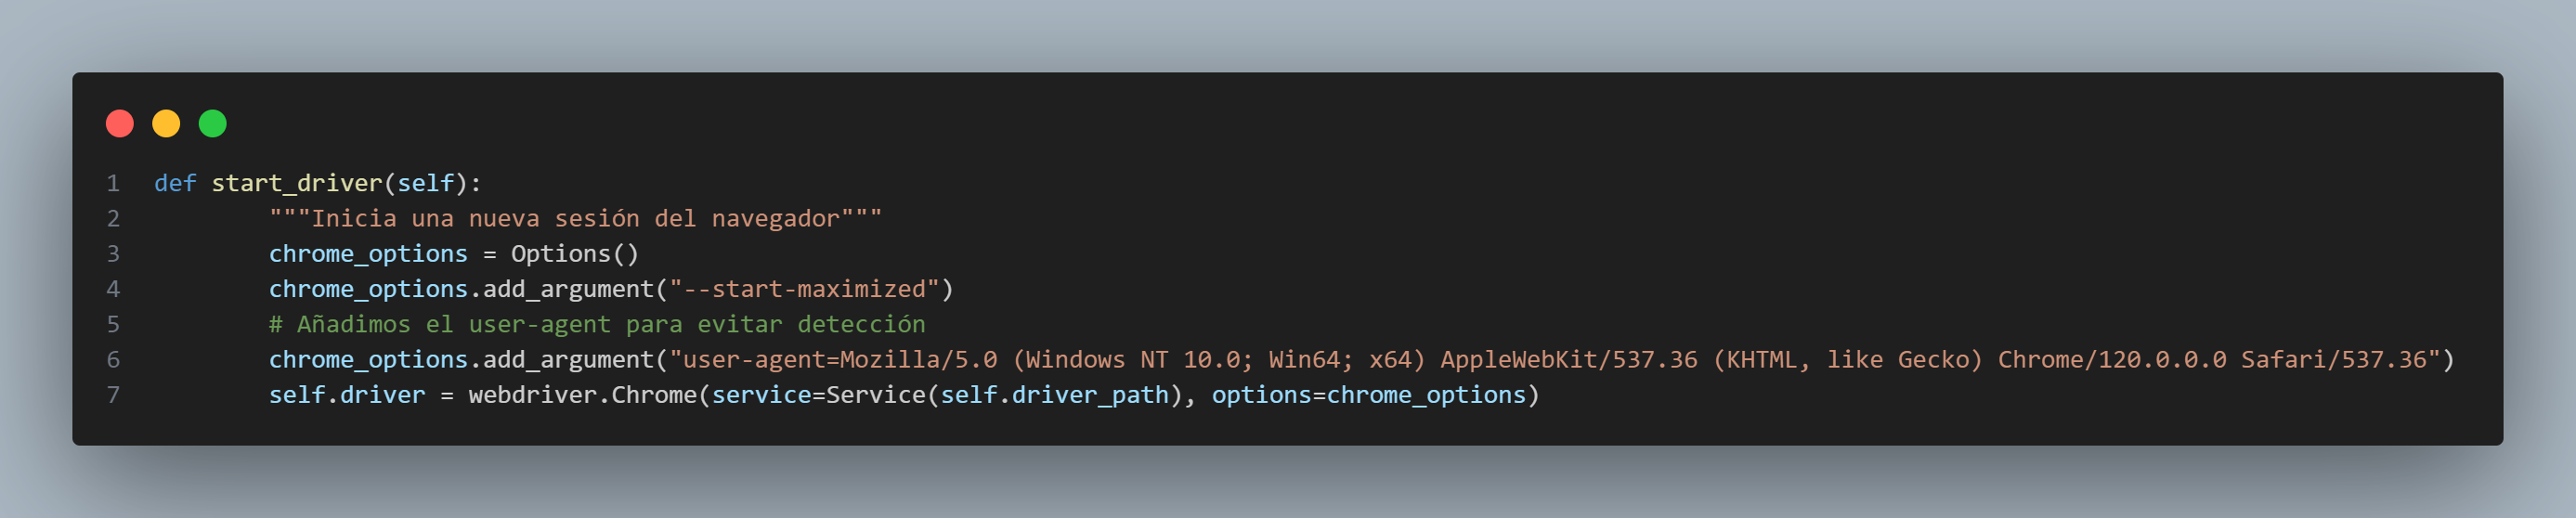 1 def start_driver(self):
2 """Inicia una nueva sesión del navegador"""
3 chrome_options = Options()
4 chrome_options.add_argument("--start-maximized")
5 # Añadimos el user-agent para evitar detección
6 chrome_options.add_argument("user-agent=Mozilla/5.0 (Windows NT 10.0; Win64; x64) AppleWebKit/537.36 (KHTML, like Gecko) Chrome/120.0.0.0 Safari/537.36")
7 self.driver = webdriver.Chrome(service=Service(self.driver_path), options=chrome_options)